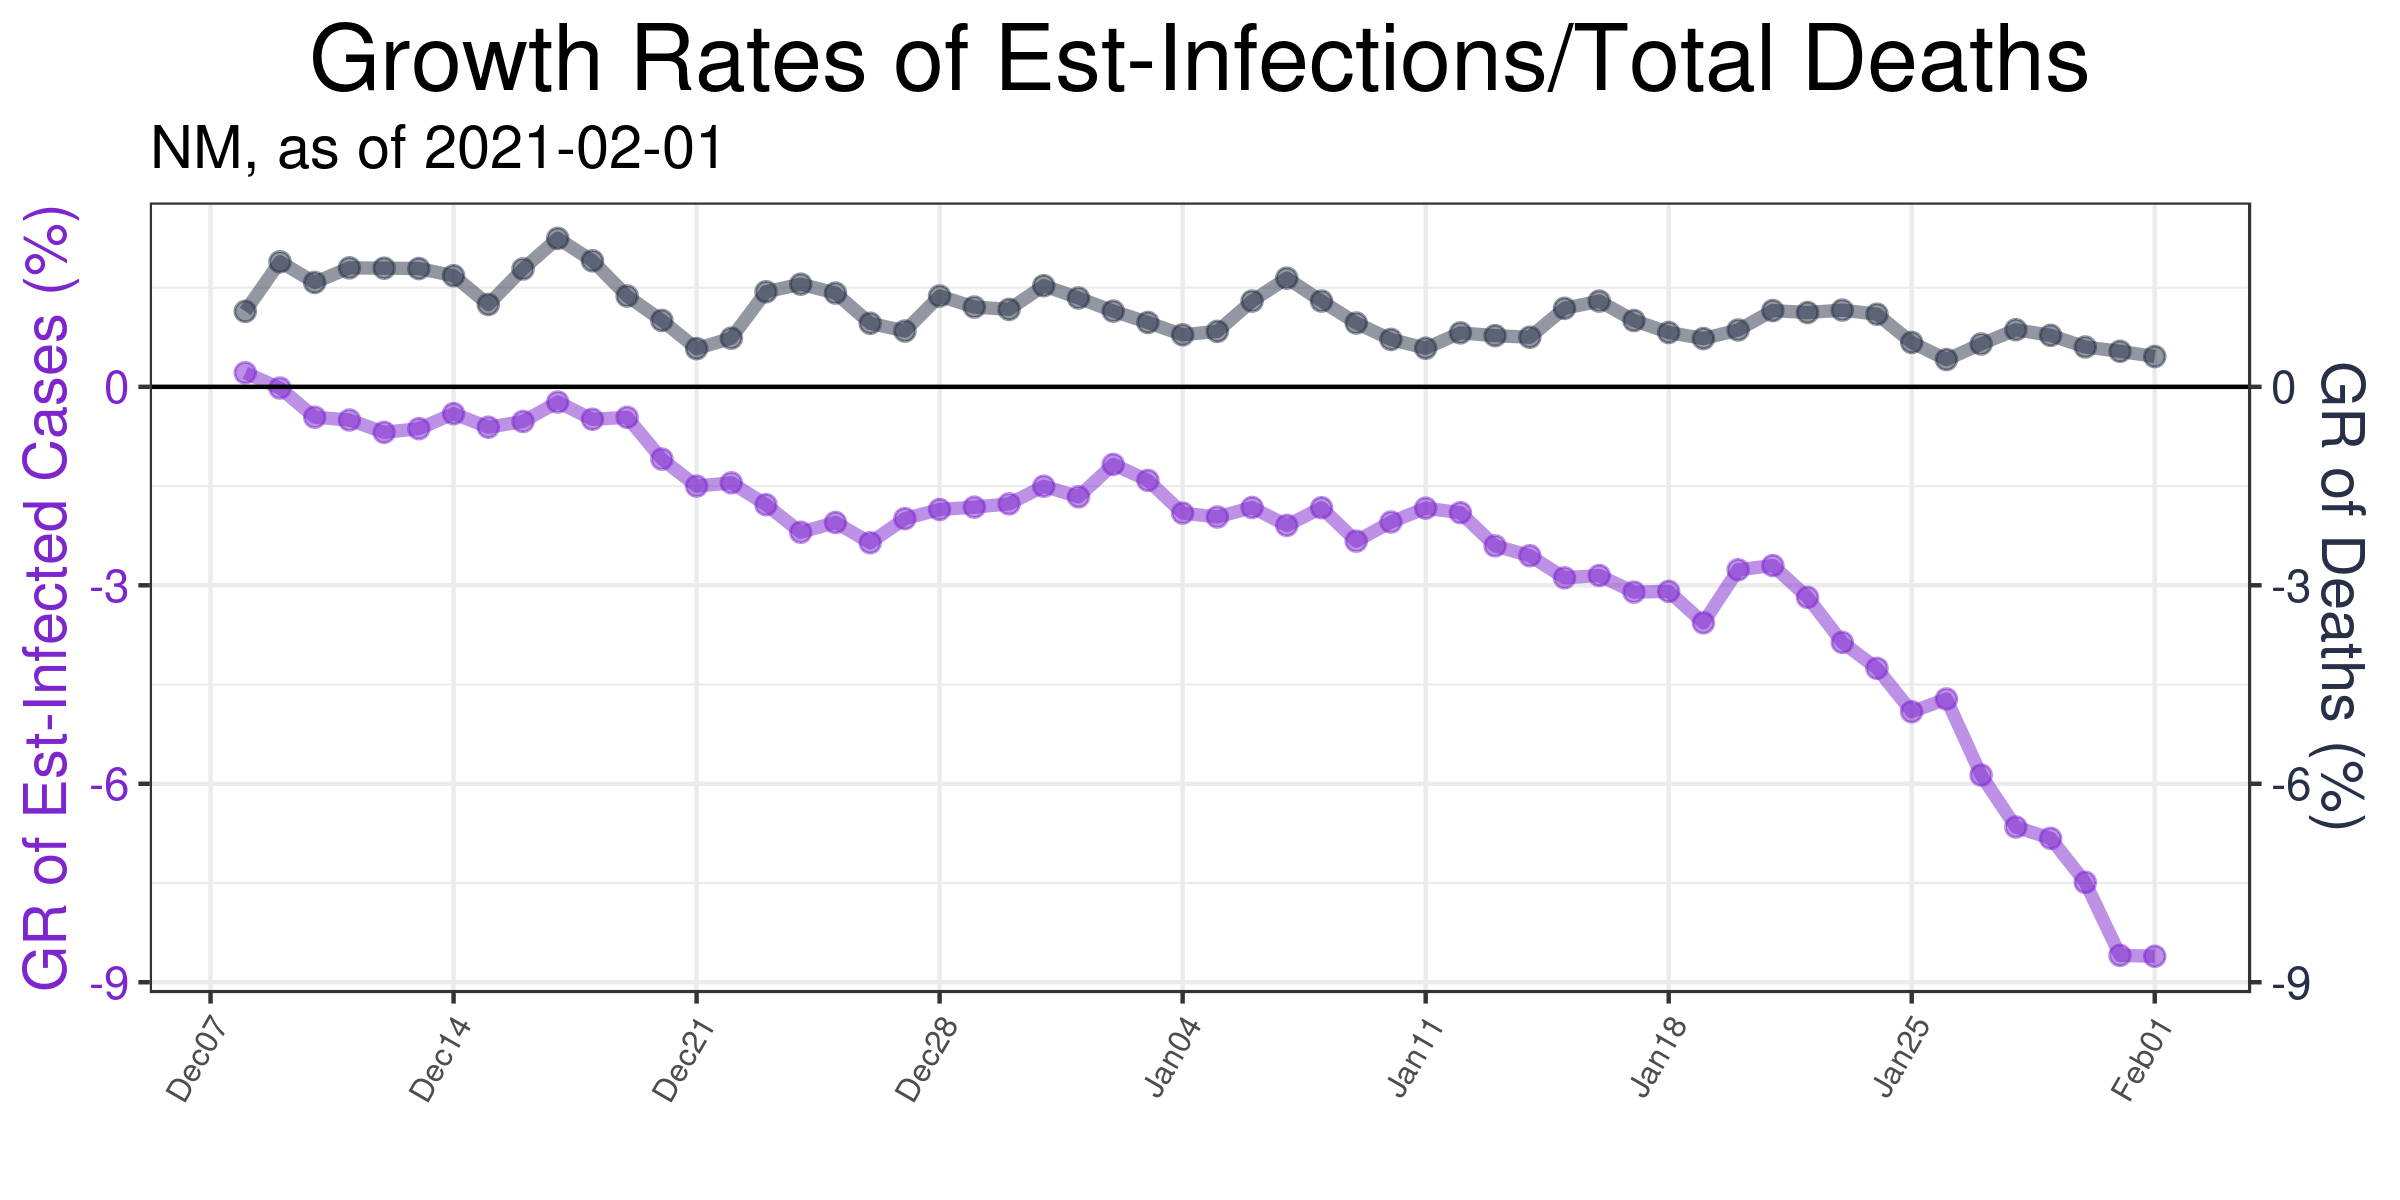 Growth Rates of Est-Infections/Total Deaths
NM, as of 2021-02-01
GR of Est-Infected Cases (%)
0
-3
-6
-9
GR of Deaths (%)
0
-3
-6
-9
Dec07
Dec14
Dec21
Dec28
Jan04
Jan11
Jan18
Jan25
Feb01